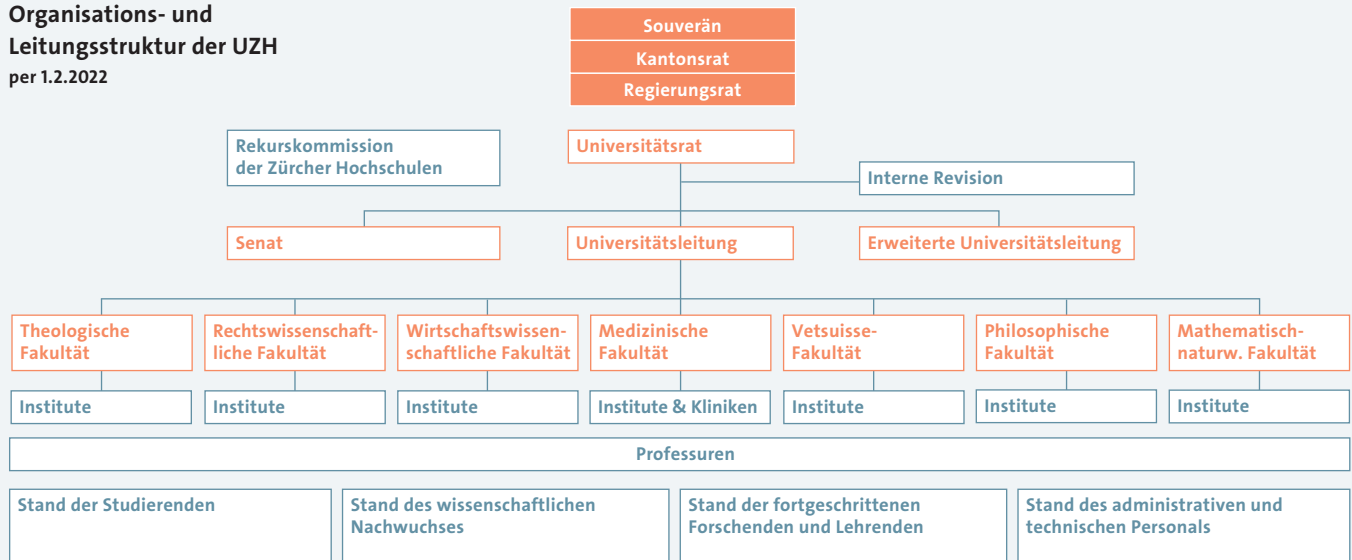 Organisations- und
Leitungsstruktur der UZH
per 1.2.2022
Souverän
Kantonsrat
Regierungsrat
Rekurskommission
der Zürcher Hochschulen
Universitätsrat
Interne Revision
Senat
Universitätsleitung
Erweiterte Universitätsleitung
Theologische
Fakultät
Rechtswissenschaft-
liche Fakultät
Wirtschaftswissen-
schaftliche Fakultät
Medizinische
Fakultät
Vetsuisse-
Fakultät
Philosophische
Fakultät
Mathematisch-
naturw. Fakultät
Institute
Institute
Institute
Institute & Kliniken
Institute
Institute
Institute
Professuren
Stand der Studierenden
Stand des wissenschaftlichen
Nachwuchses
Stand der fortgeschrittenen
Forschenden und Lehrenden
Stand des administrativen und
technischen Personals